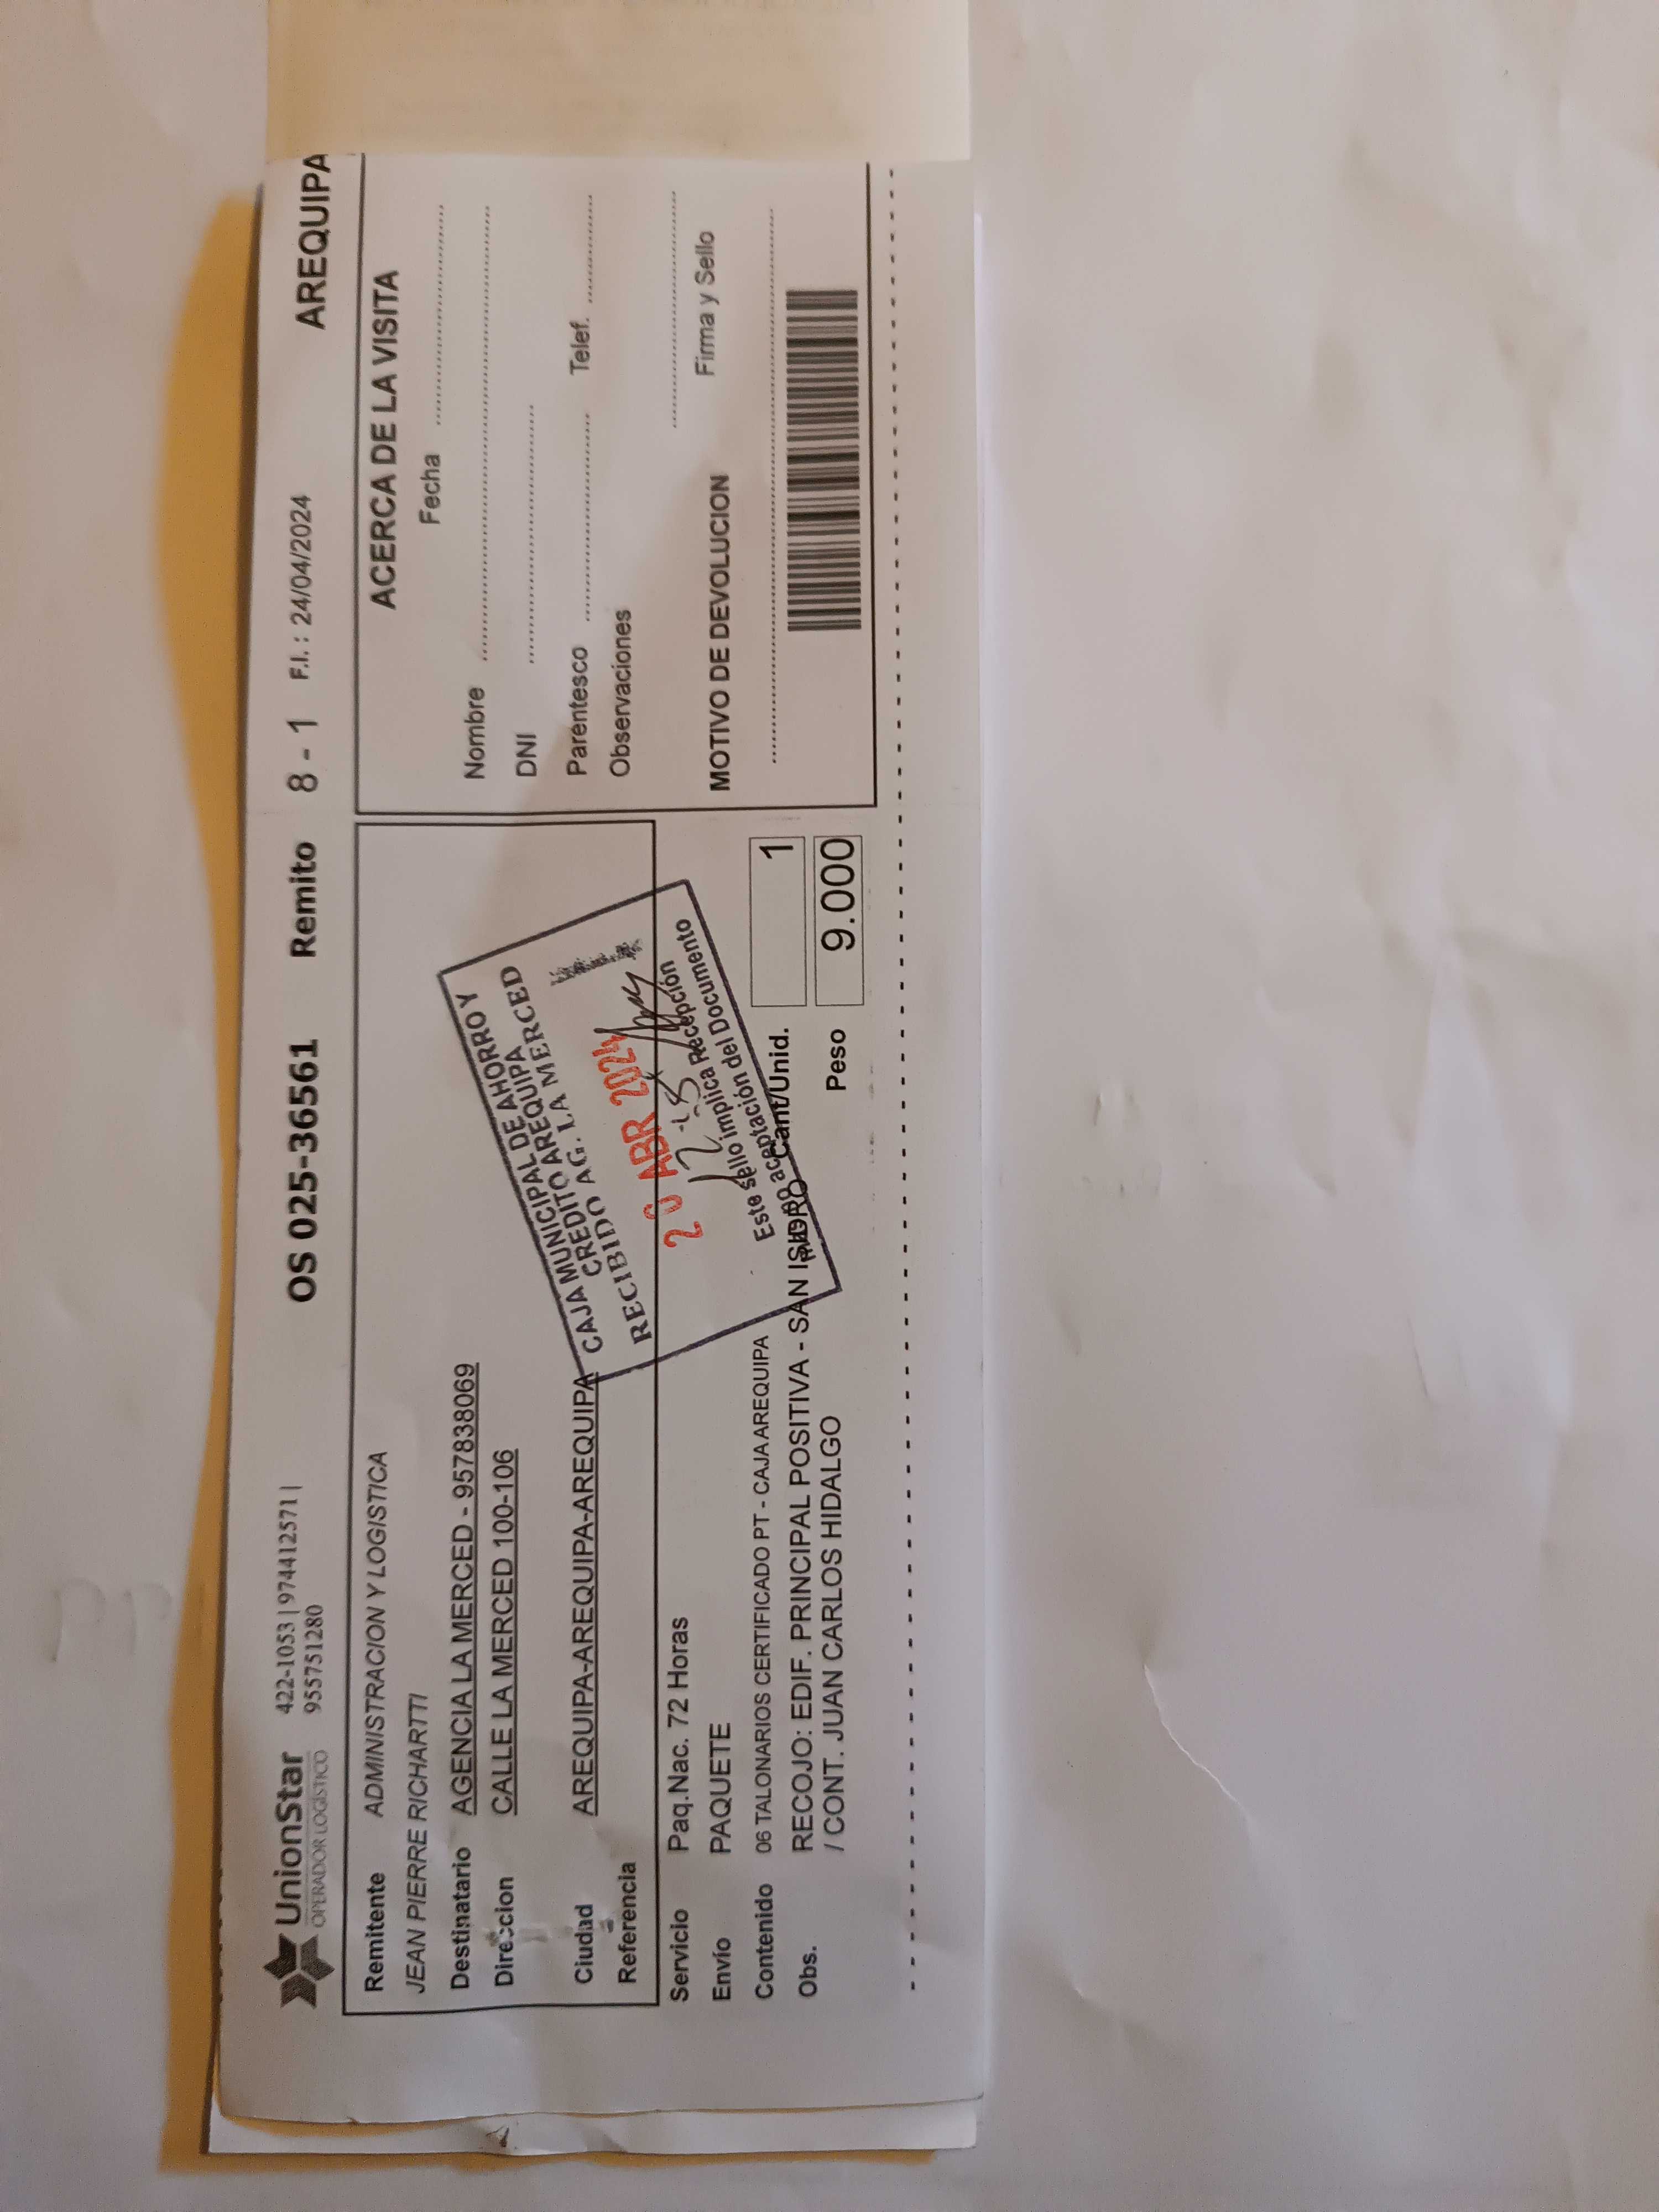 UnionStar
OPERADOR LOGÍSTICO
422-1053 | 974412571 |
955751280
OS 025-36561
Remito
8 - 1
F.I. : 24/04/2024
AREQUIPA
Remitente ADMINISTRACION Y LOGISTICA
JEAN PIERRE RICHARTTI
Destinatario AGENCIA LA MERCED - 957838069
Direccion CALLE LA MERCED 100-106
Ciudad AREQUIPA-AREQUIPA-AREQUIPA
Referencia
Servicio Paq.Nac. 72 Horas
Envío PAQUETE
Contenido 06 TALONARIOS CERTIFICADO PT - CAJA AREQUIPA
Obs. RECOJO: EDIF. PRINCIPAL POSITIVA - SAN ISIDRO
/ CONT. JUAN CARLOS HIDALGO
Cant/Unid. 1
Peso 9.000
CAJA MUNICIPAL DE AHORRO Y
CREDITO AREQUIPA
RECIBIDO AG. LA MERCED
ABR 2024
Este sello implica Recepción
no aceptación del Documento
ACERCA DE LA VISITA
Fecha
Nombre
DNI
Parentesco Telef.
Observaciones
Firma y Sello
MOTIVO DE DEVOLUCION